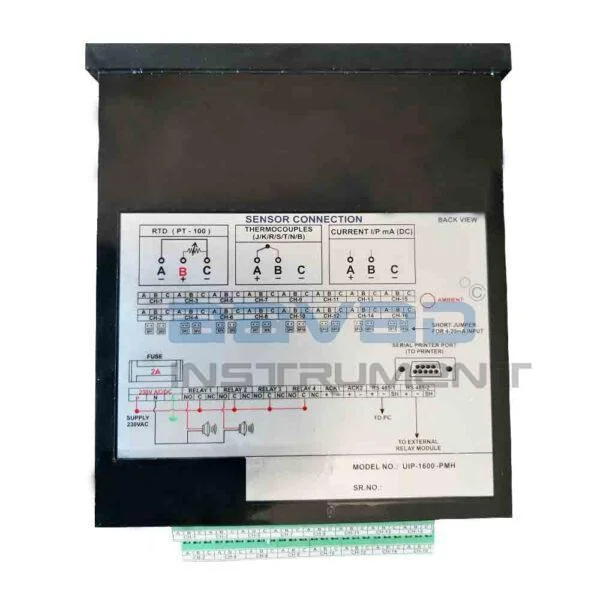 SENSOR CONNECTION BACK VIEW
RTD ( PT - 100 ) THERMOCOUPLES CURRENT I/P mA (DC)
(J/K/R/S/T/N/B)
A B C A B C A B C
- + - + - + -
A B C A B C A B C A B C A B C A B C A B C A B C
CH-1 CH-3 CH-5 CH-7 CH-9 CH-11 CH-13 CH-15 AMBIENT
A B C A B C A B C A B C A B C A B C A B C A B C
CH-2 CH-4 CH-6 CH-8 CH-10 CH-12 CH-14 CH-16
SHORT JUMPER
FOR 4-20mA INPUT
SERIAL PRINTER PORT
(TO PRINTER)
FUSE
2A
INSTRUMENT
230V AC/DC RELAY 1 RELAY 2 RELAY 3 RELAY 4 ACK1 ACK2 RS-485/1 RS-485-2
P N NO C NC NO C NC NO C NC NO C NC + - SH + - SH
SUPPLY
230VAC
TO PC
TO EXTERNAL
RELAY MODULE
MODEL NO.: UIP-1600-PMH
SR.NO.: